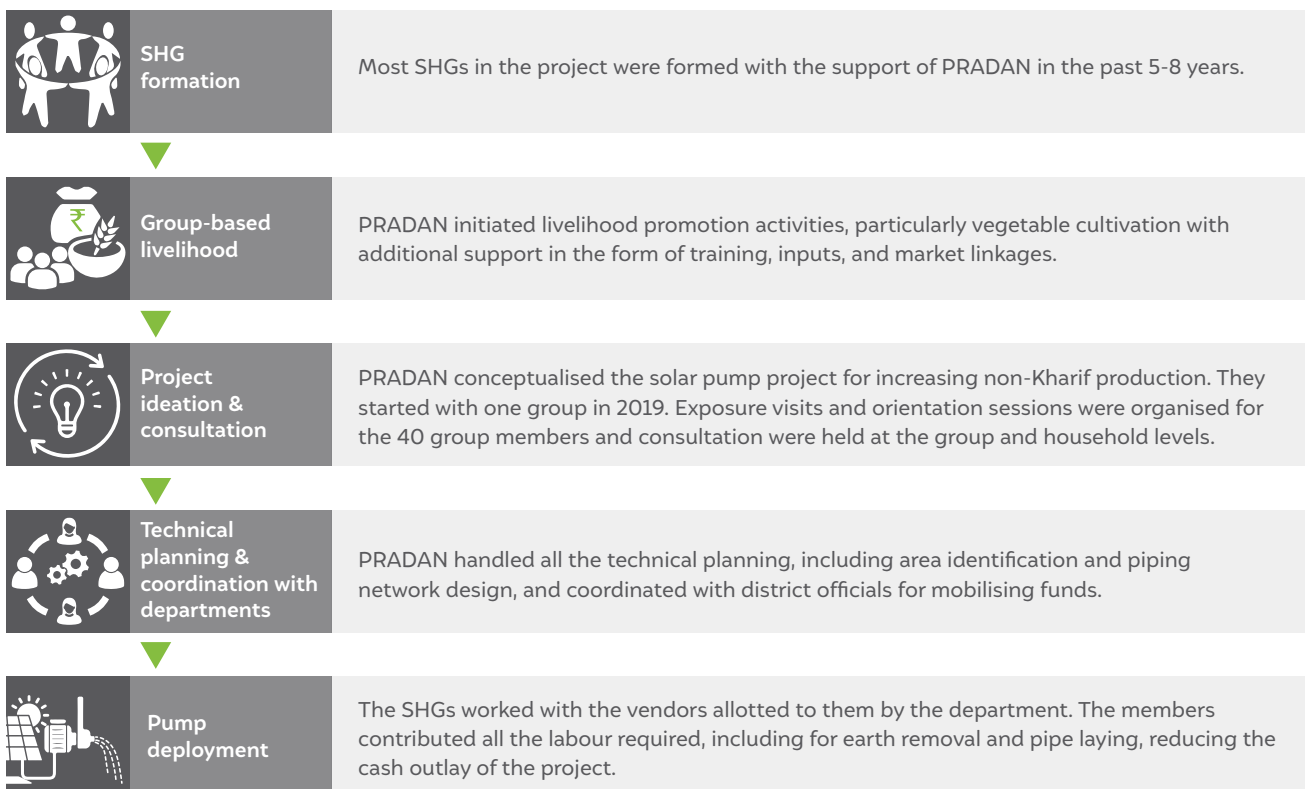 SHG
formation
Most SHGs in the project were formed with the support of PRADAN in the past 5-8 years.
₹
Group-based
livelihood
PRADAN initiated livelihood promotion activities, particularly vegetable cultivation with
additional support in the form of training, inputs, and market linkages.
Project
ideation &
consultation
PRADAN conceptualised the solar pump project for increasing non-Kharif production. They
started with one group in 2019. Exposure visits and orientation sessions were organised for
the 40 group members and consultation were held at the group and household levels.
Technical
planning &
coordination with
departments
PRADAN handled all the technical planning, including area identification and piping
network design, and coordinated with district officials for mobilising funds.
Pump
deployment
The SHGs worked with the vendors allotted to them by the department. The members
contributed all the labour required, including for earth removal and pipe laying, reducing the
cash outlay of the project.